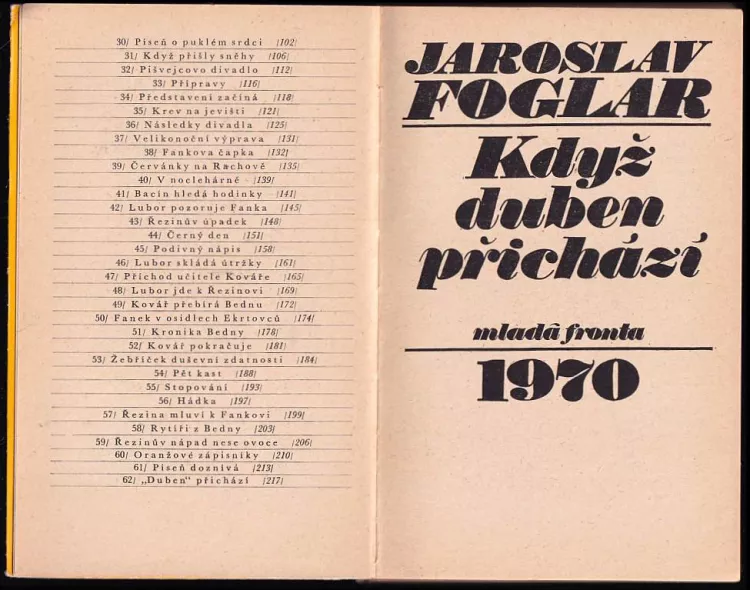 30/ Píseň o puklém srdci /102/
31/ Když přišly sněhy /106/
32/ Pišvejcovo divadlo /112/
33/ Přípravy /116/
34/ Představení začíná /118/
35/ Krev na jevišti /121/
36/ Následky divadla /125/
37/ Velikonoční výprava /131/
38/ Fankova čapka /132/
39/ Červánky na Rachově /135/
40/ V noclehárně /139/
41/ Bacín hledá hodinky /141/
42/ Lubor pozoruje Fanka /145/
43/ Řezinův úpadek /148/
44/ Černý den /151/
45/ Podivný nápis /158/
46/ Lubor skládá útržky /161/
47/ Příchod učitele Kováře /165/
48/ Lubor jde k Řezinovi /169/
49/ Kovář přebírá Bednu /172/
50/ Fanek v osidlech Ekrtovců /174/
51/ Kronika Bedny /178/
52/ Kovář pokračuje /181/
53/ Žebříček duševní zdatnosti /184/
54/ Pět kast /188/
55/ Stopování /193/
56/ Hádka /197/
57/ Řezina mluví k Fankovi /199/
58/ Rytíři z Bedny /203/
59/ Řezinův nápad nese ovoce /206/
60/ Oranžové zápisníky /210/
61/ Píseň doznívá /213/
62/ „Duben" přichází /217/
JAROSLAV
FOGLAR
Když
duben
přichází
mladá fronta
1970